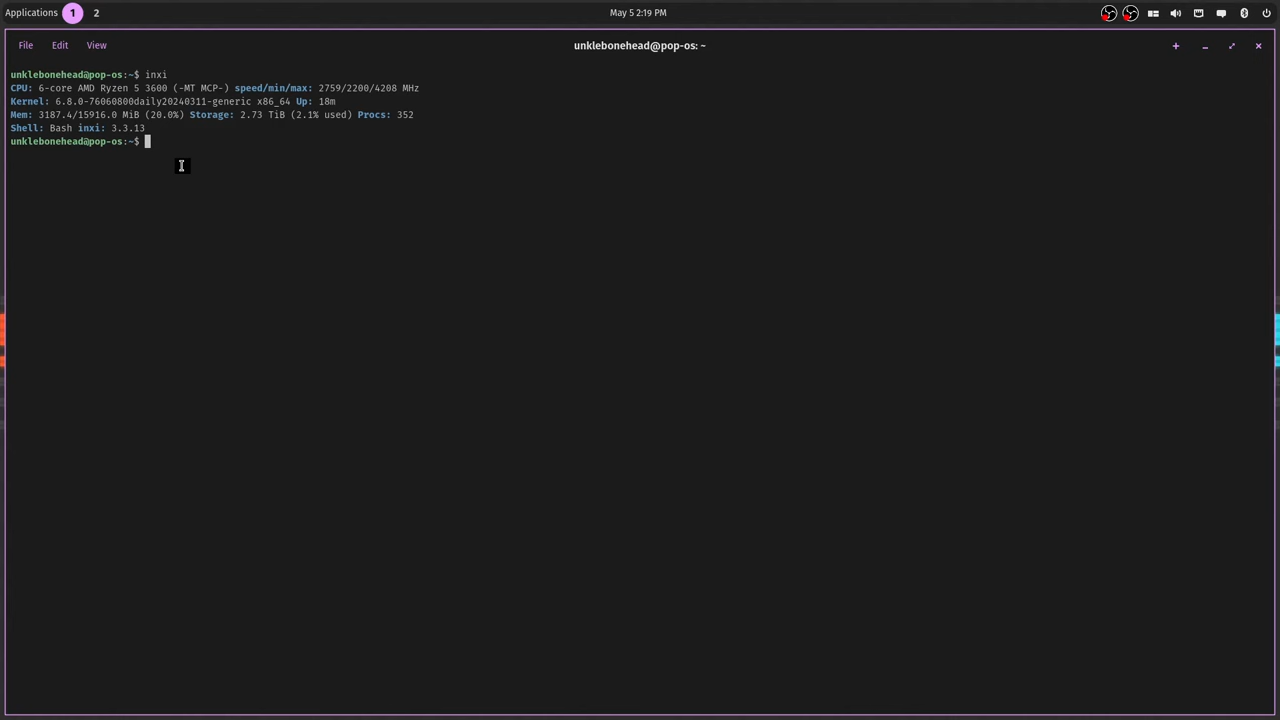 Applications 1 2 May 5 2:19 PM
File Edit View unklebonehead@pop-os: ~
unklebonehead@pop-os:~$ inxi
CPU: 6-core AMD Ryzen 5 3600 (-MT MCP-) speed/min/max: 2759/2200/4208 MHz
Kernel: 6.8.0-76060800daily20240311-generic x86_64 Up: 18m
Mem: 3187.4/15916.0 MiB (20.0%) Storage: 2.73 TiB (2.1% used) Procs: 352
Shell: Bash inxi: 3.3.13
unklebonehead@pop-os:~$